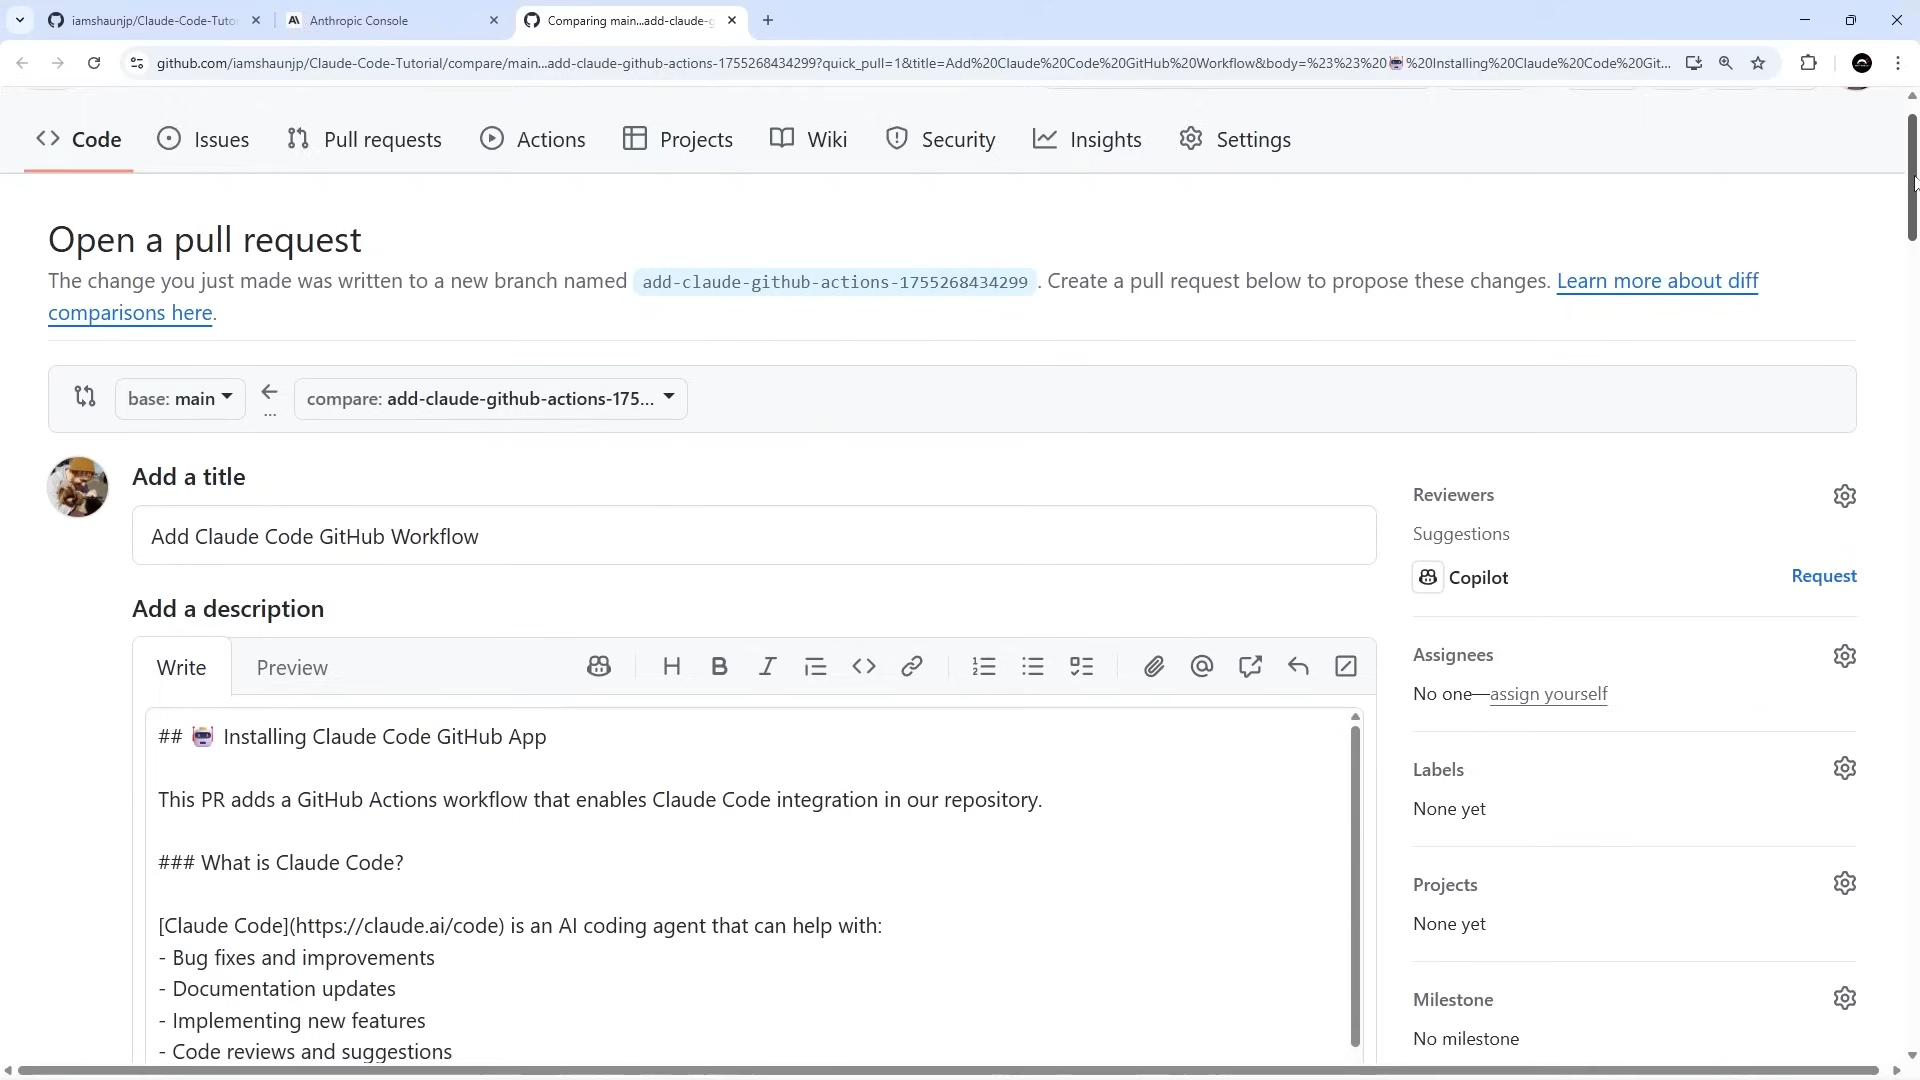 iamshaunjp/Claude-Code-Tuto
Anthropic Console
Comparing main...add-claude-g
github.com/iamshaunjp/Claude-Code-Tutorial/compare/main...add-claude-github-actions-1755268434299?quick_pull=1&title=Add%20Claude%20Code%20GitHub%20Workflow&body=%23%23%20🤖%20Installing%20Claude%20Code%20Git...
Code
Issues
Pull requests
Actions
Projects
Wiki
Security
Insights
Settings
Open a pull request
The change you just made was written to a new branch named add-claude-github-actions-1755268434299. Create a pull request below to propose these changes. Learn more about diff
comparisons here.
base: main
...
compare: add-claude-github-actions-175...
Add a title
Add Claude Code GitHub Workflow
Add a description
Write
Preview
## 🤖 Installing Claude Code GitHub App
This PR adds a GitHub Actions workflow that enables Claude Code integration in our repository.
### What is Claude Code?
[Claude Code](https://claude.ai/code) is an AI coding agent that can help with:
- Bug fixes and improvements
- Documentation updates
- Implementing new features
- Code reviews and suggestions
Reviewers
Suggestions
Copilot
Request
Assignees
No one—assign yourself
Labels
None yet
Projects
None yet
Milestone
No milestone